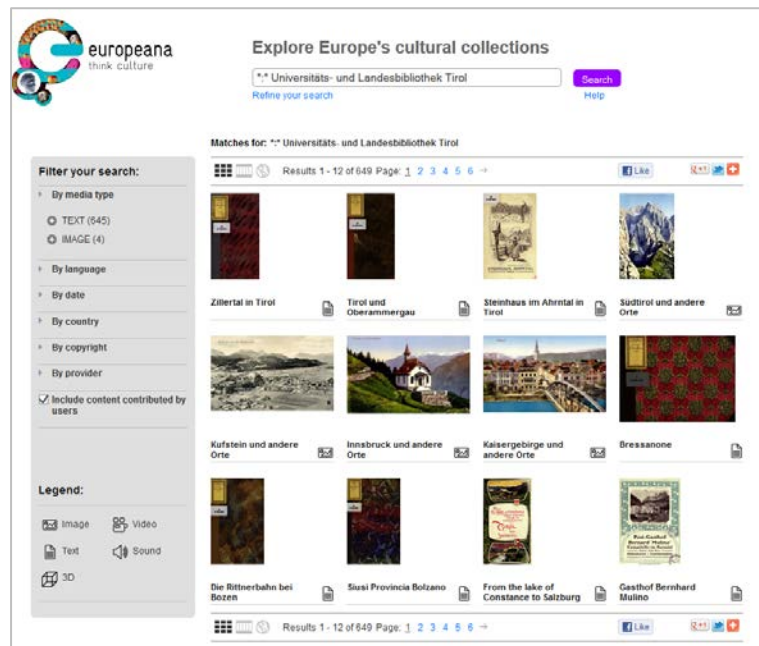 europeana
think culture
Explore Europe's cultural collections
"*:* Universitäts- und Landesbibliothek Tirol
Search
Refine your search
Help
Matches for: "*:* Universitäts- und Landesbibliothek Tirol
Filter your search:
By media type
TEXT (645)
IMAGE (4)
By language
By date
By country
By copyright
By provider
Include content contributed by
users
Legend:
Image
Video
Text
Sound
3D
Results 1 - 12 of 649 Page: 1 2 3 4 5 6 →
Like
Zillertal in Tirol
Tirol und
Oberammergau
Steinhaus im Ahrntal in
Tirol
Südtirol und andere
Orte
Kufstein und andere
Orte
Innsbruck und andere
Orte
Kaisergebirge und
andere Orte
Bressanone
Die Rittnerbahn bei
Bozen
Siusi Provincia Bolzano
From the lake of
Constance to Salzburg
Gasthof Bernhard
Mulino
Results 1 - 12 of 649 Page: 1 2 3 4 5 6 →
Like